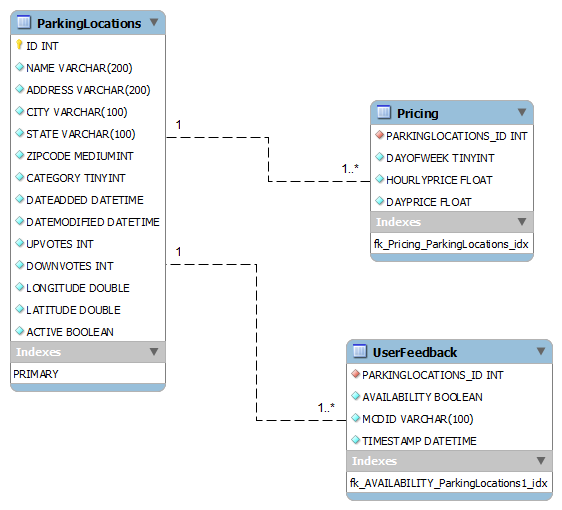 ParkingLocations
ID INT
NAME VARCHAR(200)
ADDRESS VARCHAR(200)
CITY VARCHAR(100)
STATE VARCHAR(100)
ZIPCODE MEDIUMINT
CATEGORY TINYINT
DATEADDED DATETIME
DATEMODIFIED DATETIME
UPVOTES INT
DOWNVOTES INT
LONGITUDE DOUBLE
LATITUDE DOUBLE
ACTIVE BOOLEAN
Indexes
PRIMARY
1
1..*
Pricing
PARKINGLOCATIONS_ID INT
DAYOFWEEK TINYINT
HOURLYPRICE FLOAT
DAYPRICE FLOAT
Indexes
fk_Pricing_ParkingLocations_idx
1
1..*
UserFeedback
PARKINGLOCATIONS_ID INT
AVAILABILITY BOOLEAN
MCDID VARCHAR(100)
TIMESTAMP DATETIME
Indexes
fk_AVAILABILITY_ParkingLocations1_idx